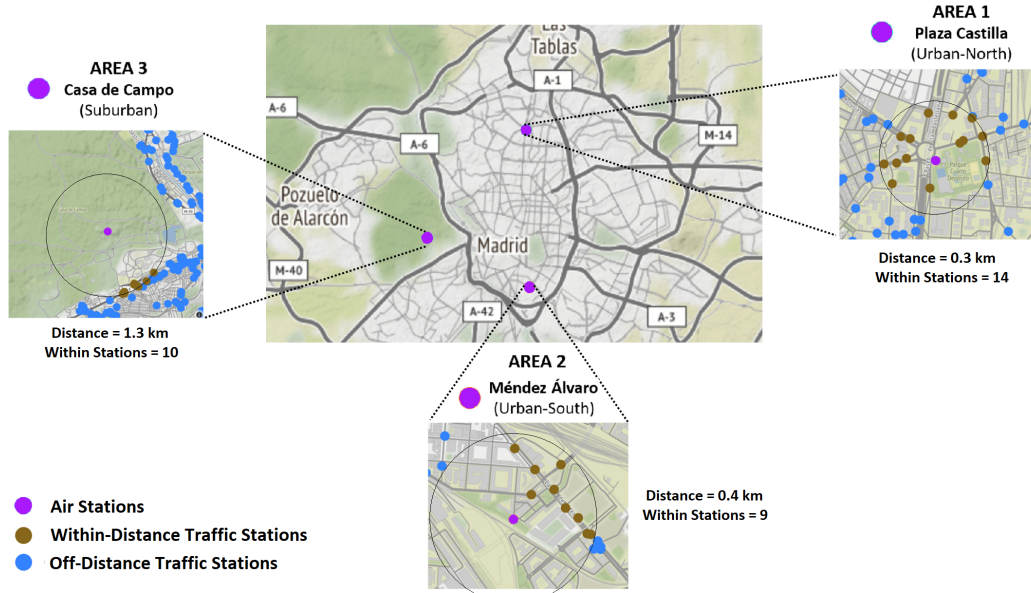 AREA 1
Plaza Castilla
(Urban-North)
AREA 3
Casa de Campo
(Suburban)
Las
Tablas
A-1
A-6
M-14
A-6
Pozuelo
de Alarcón
Madrid
M-40
A-42
A-3
Distance = 0.3 km
Within Stations = 14
Distance = 1.3 km
Within Stations = 10
AREA 2
Méndez Álvaro
(Urban-South)
Distance = 0.4 km
Within Stations = 9
Air Stations
Within-Distance Traffic Stations
Off-Distance Traffic Stations